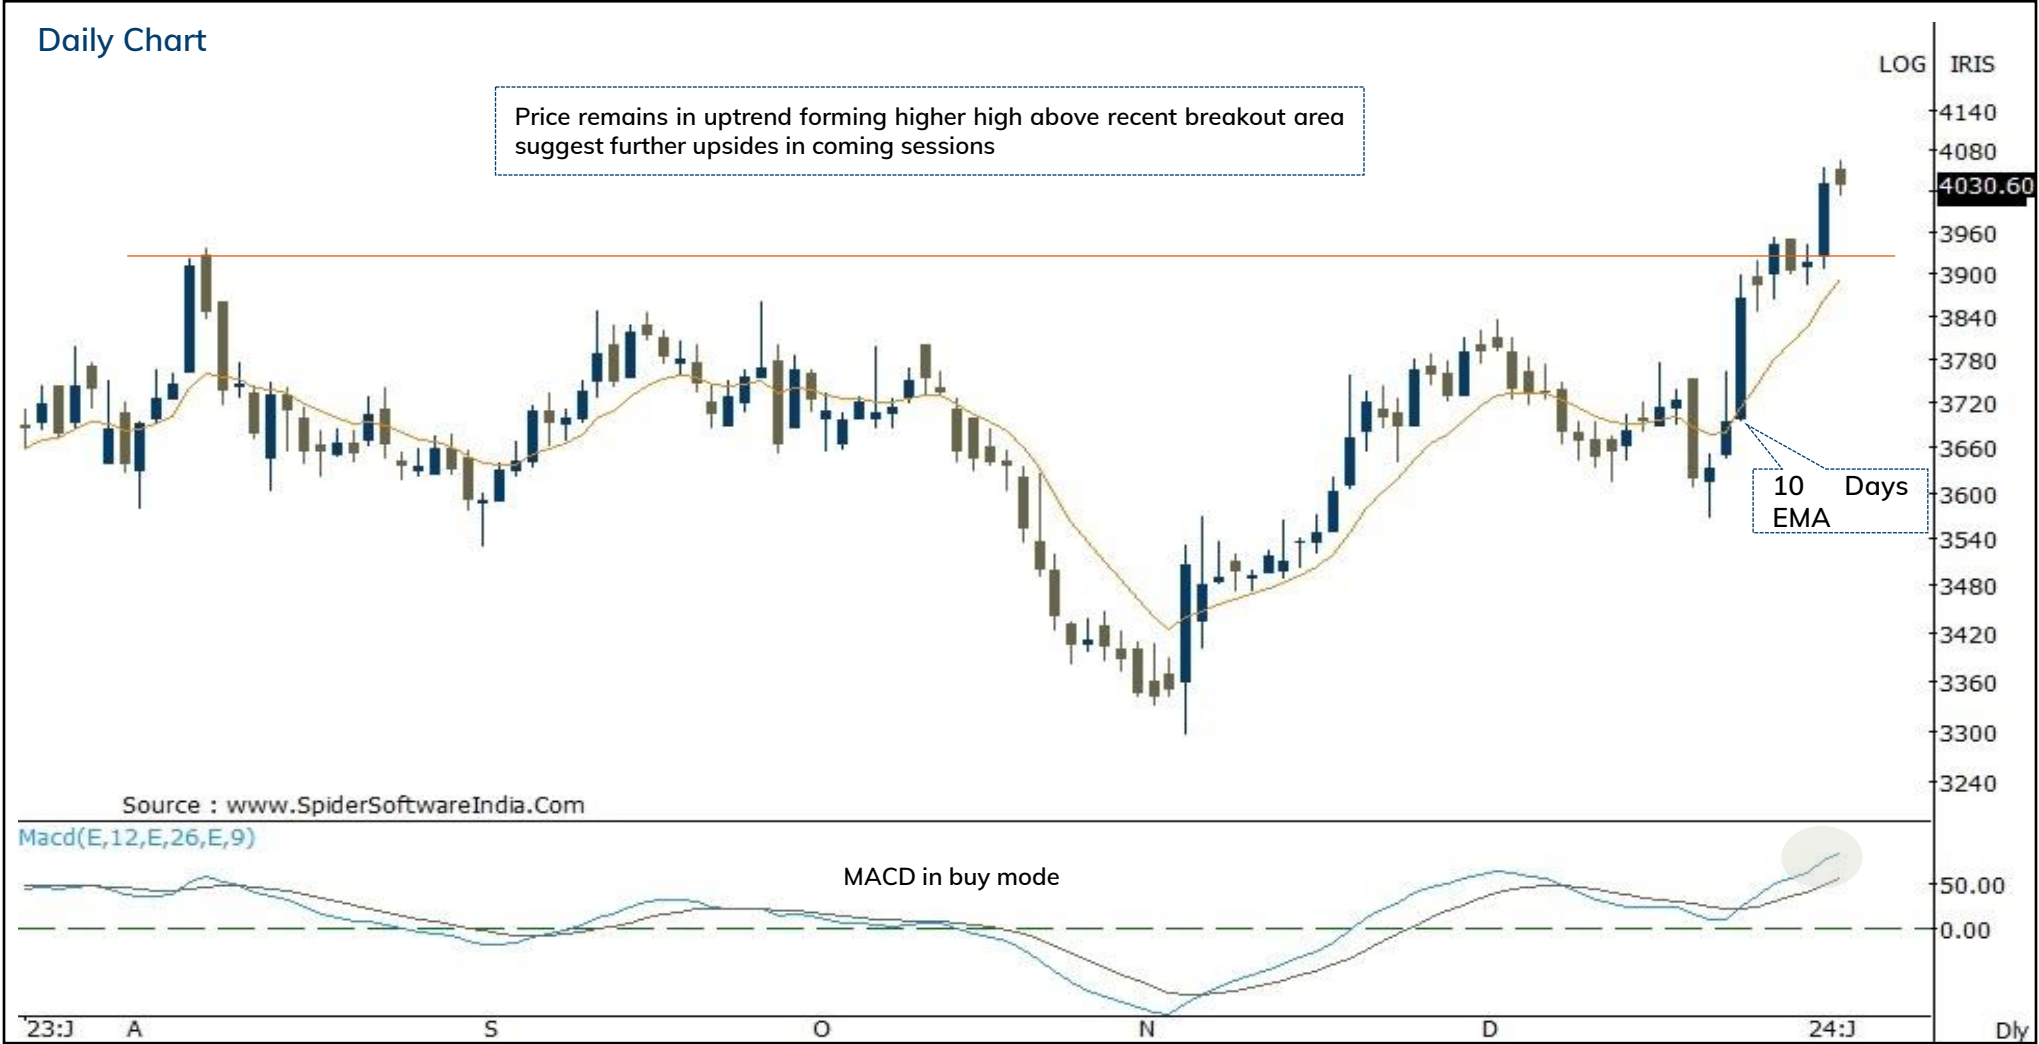 Daily Chart
LOG IRIS
Price remains in uptrend forming higher high above recent breakout area
suggest further upsides in coming sessions
4140
4080
4030.60
3960
3900
3840
3780
3720
3660
3600
3540
3480
3420
3360
3300
3240
10 Days
EMA
Source : www.SpiderSoftwareIndia.Com
Macd(E,12,E,26,E,9)
MACD in buy mode
50.00
0.00
23:J A S O N D 24:J Dly